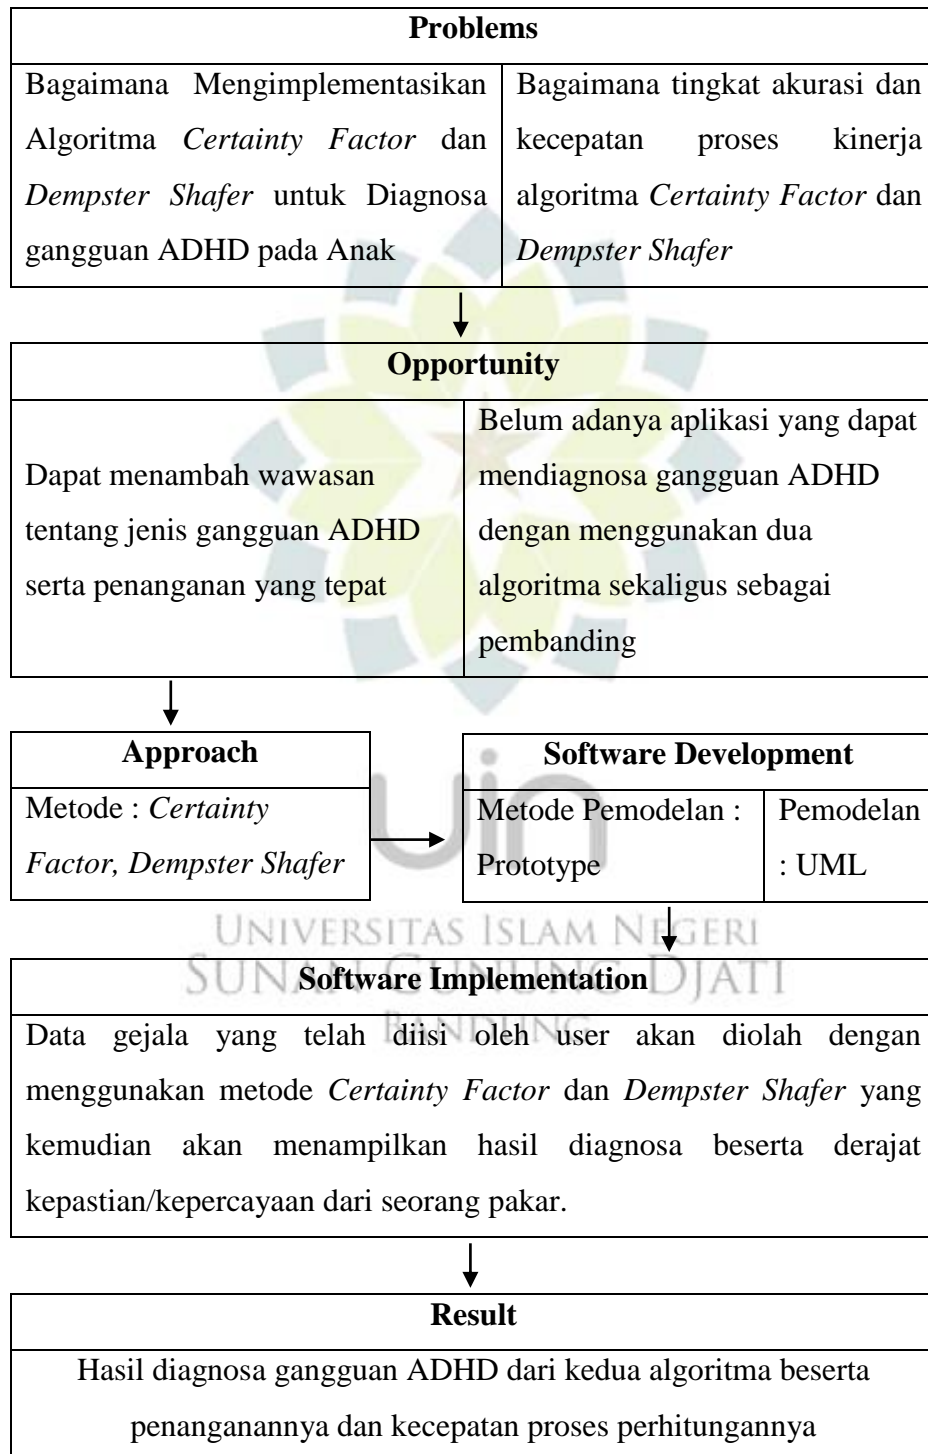 Problems
Bagaimana Mengimplementasikan
Algoritma Certainty Factor dan
Dempster Shafer untuk Diagnosa
gangguan ADHD pada Anak
Bagaimana tingkat akurasi dan
kecepatan proses kinerja
algoritma Certainty Factor dan
Dempster Shafer
Opportunity
Dapat menambah wawasan
tentang jenis gangguan ADHD
serta penanganan yang tepat
Belum adanya aplikasi yang dapat
mendiagnosa gangguan ADHD
dengan menggunakan dua
algoritma sekaligus sebagai
pembanding
Approach
Metode : Certainty
Factor, Dempster Shafer
Software Development
Metode Pemodelan :
Prototype
Pemodelan
: UML
uin
UNIVERSITAS ISLAM NEGERI
SUNAN GUNUNG DJATI
BANDUNG
Software Implementation
Data gejala yang telah diisi oleh user akan diolah dengan
menggunakan metode Certainty Factor dan Dempster Shafer yang
kemudian akan menampilkan hasil diagnosa beserta derajat
kepastian/kepercayaan dari seorang pakar.
Result
Hasil diagnosa gangguan ADHD dari kedua algoritma beserta
penanganannya dan kecepatan proses perhitungannya